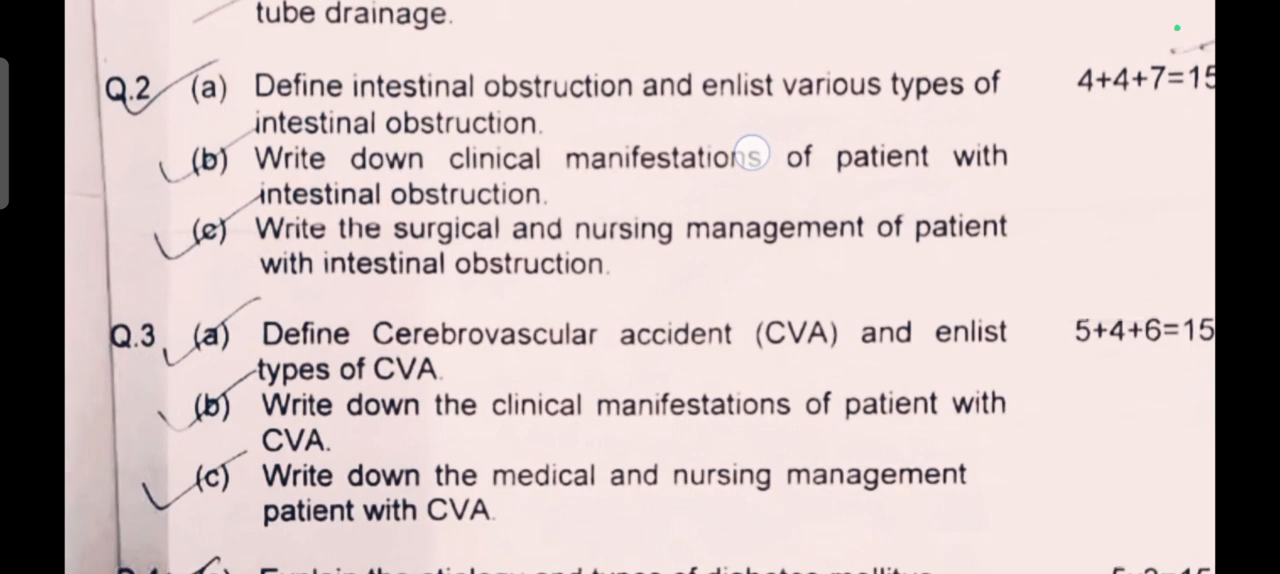 tube drainage.
Q.2 (a) Define intestinal obstruction and enlist various types of 4+4+7=15
intestinal obstruction.
(b) Write down clinical manifestations of patient with
intestinal obstruction.
(c) Write the surgical and nursing management of patient
with intestinal obstruction.
Q.3 (a) Define Cerebrovascular accident (CVA) and enlist 5+4+6=15
types of CVA.
(b) Write down the clinical manifestations of patient with
CVA.
(c) Write down the medical and nursing management
patient with CVA.